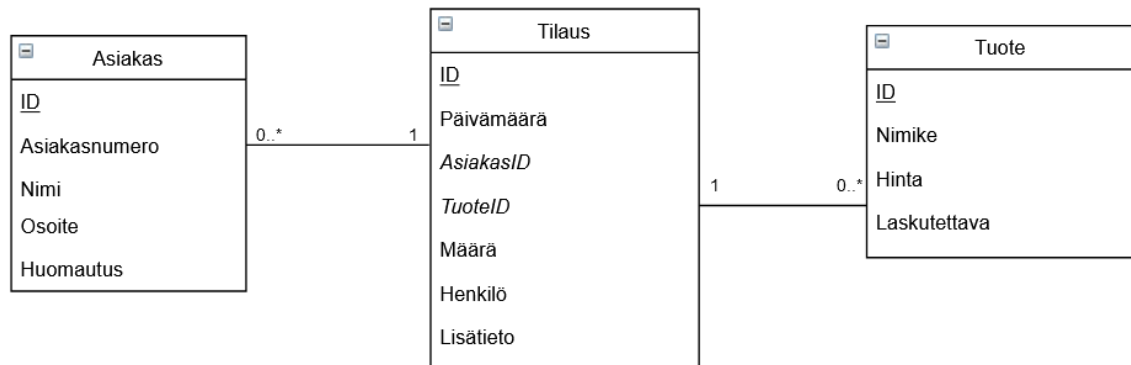 Asiakas
ID
Asiakasnumero
Nimi
Osoite
Huomautus
0..*
1
Tilaus
ID
Päivämäärä
AsiakasID
TuoteID
Määrä
Henkilö
Lisätieto
1
0..*
Tuote
ID
Nimike
Hinta
Laskutettava